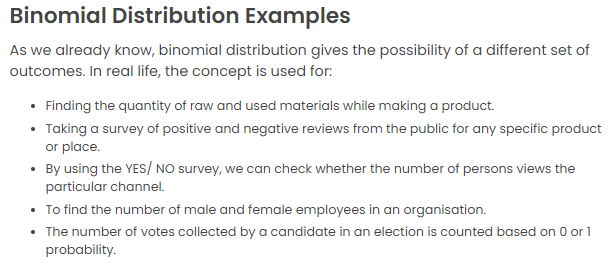 Binomial Distribution Examples
As we already know, binomial distribution gives the possibility of a different set of
outcomes. In real life, the concept is used for:
• Finding the quantity of raw and used materials while making a product.
• Taking a survey of positive and negative reviews from the public for any specific product
or place.
• By using the YES/ NO survey, we can check whether the number of persons views the
particular channel.
• To find the number of male and female employees in an organisation.
• The number of votes collected by a candidate in an election is counted based on 0 or 1
probability.